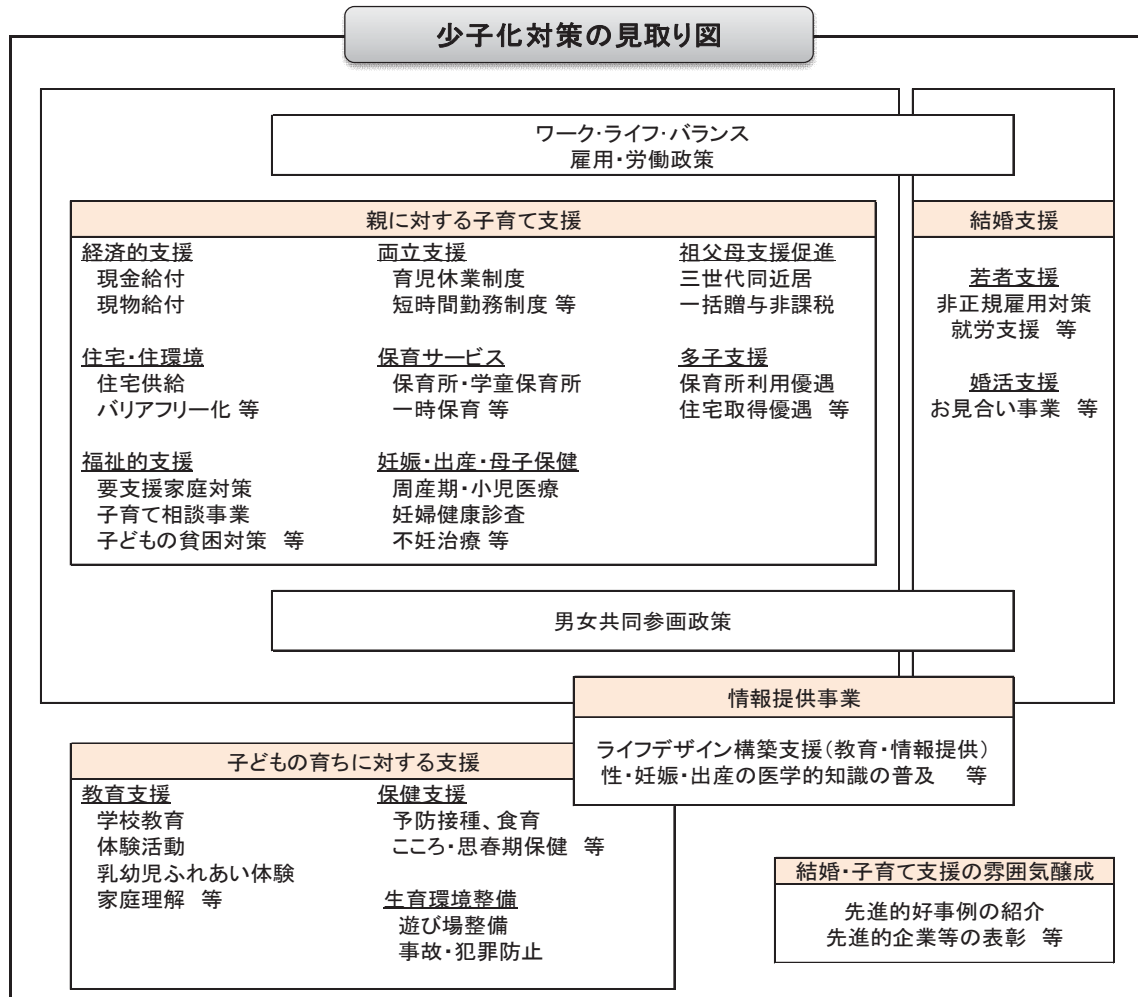 少子化対策の見取り図
ワーク・ライフ・バランス
雇用・労働政策
親に対する子育て支援
経済的支援
現金給付
現物給付
両立支援
育児休業制度
短時間勤務制度 等
祖父母支援促進
三世代同近居
一括贈与非課税
住宅・住環境
住宅供給
バリアフリー化 等
保育サービス
保育所・学童保育所
一時保育 等
多子支援
保育所利用優遇
住宅取得優遇 等
福祉的支援
要支援家庭対策
子育て相談事業
子どもの貧困対策 等
妊娠・出産・母子保健
周産期・小児医療
妊婦健康診査
不妊治療 等
結婚支援
若者支援
非正規雇用対策
就労支援 等
婚活支援
お見合い事業 等
男女共同参画政策
情報提供事業
ライフデザイン構築支援(教育・情報提供)
性・妊娠・出産の医学的知識の普及 等
子どもの育ちに対する支援
教育支援
学校教育
体験活動
乳幼児ふれあい体験
家庭理解 等
保健支援
予防接種、食育
こころ・思春期保健 等
生育環境整備
遊び場整備
事故・犯罪防止
結婚・子育て支援の雰囲気醸成
先進的好事例の紹介
先進的企業等の表彰 等